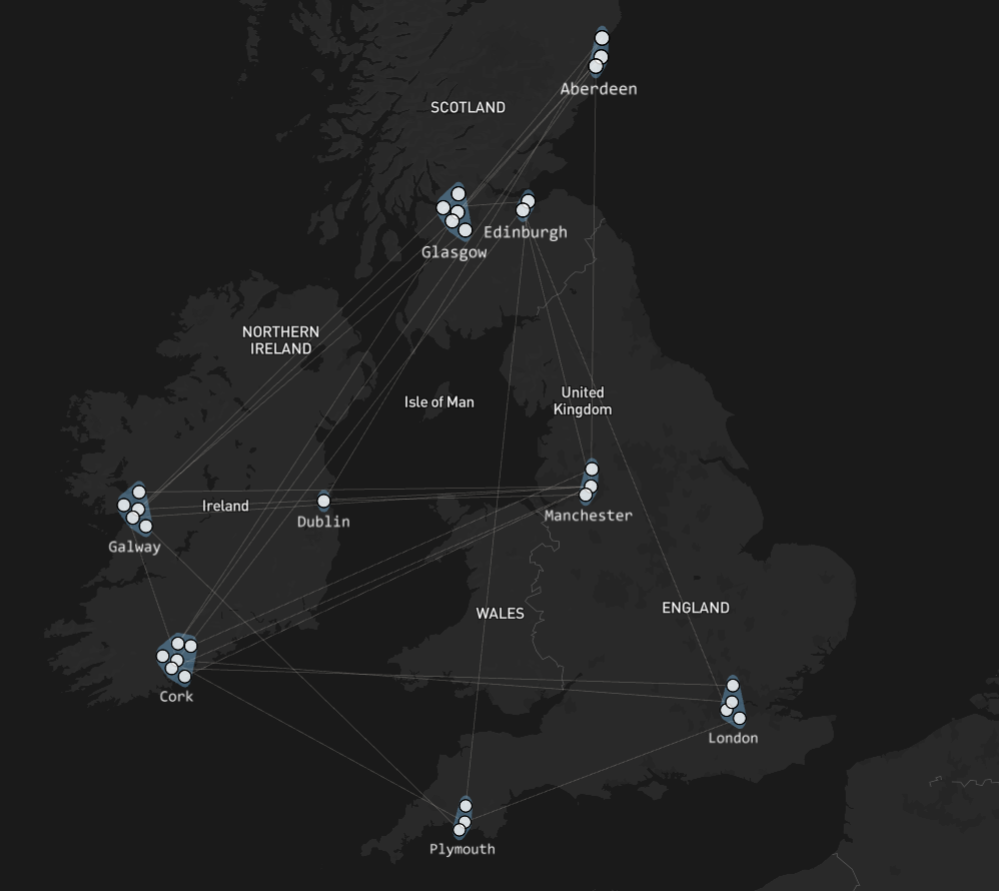 Aberdeen
SCOTLAND
Edinburgh
Glasgow
NORTHERN
IRELAND
Isle of Man
United
Kingdom
Ireland
Dublin
Manchester
Galway
WALES
ENGLAND
Cork
London
Plymouth